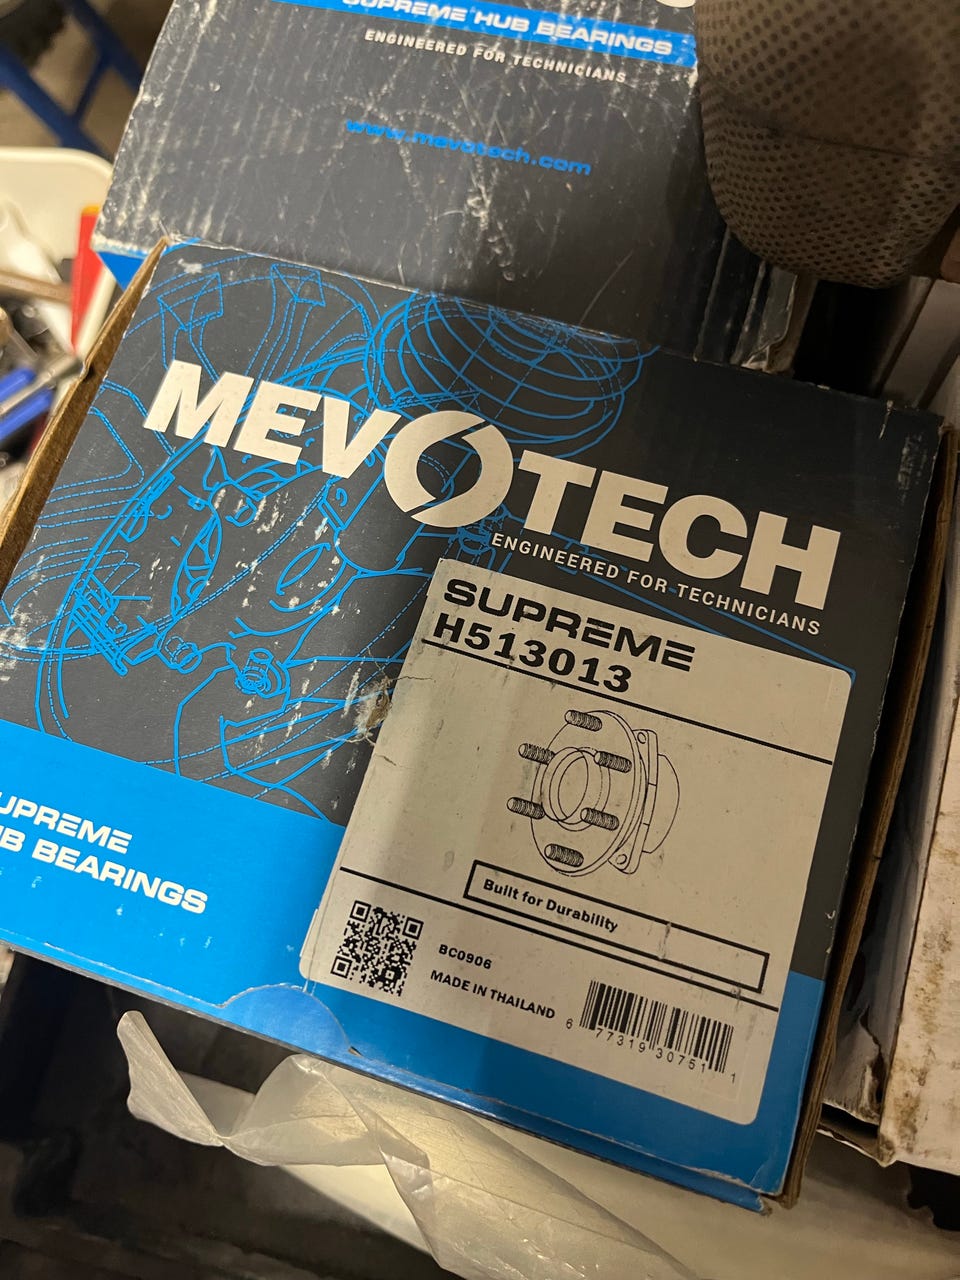 SUPREME HUB BEARINGS
ENGINEERED FOR TECHNICIANS
www.mevotech.com
MEVOTECH
ENGINEERED FOR TECHNICIANS
SUPREME
H513013
Built for Durability
BC0906
MADE IN THAILAND
6 77319 30751 1
UPREME
B BEARINGS